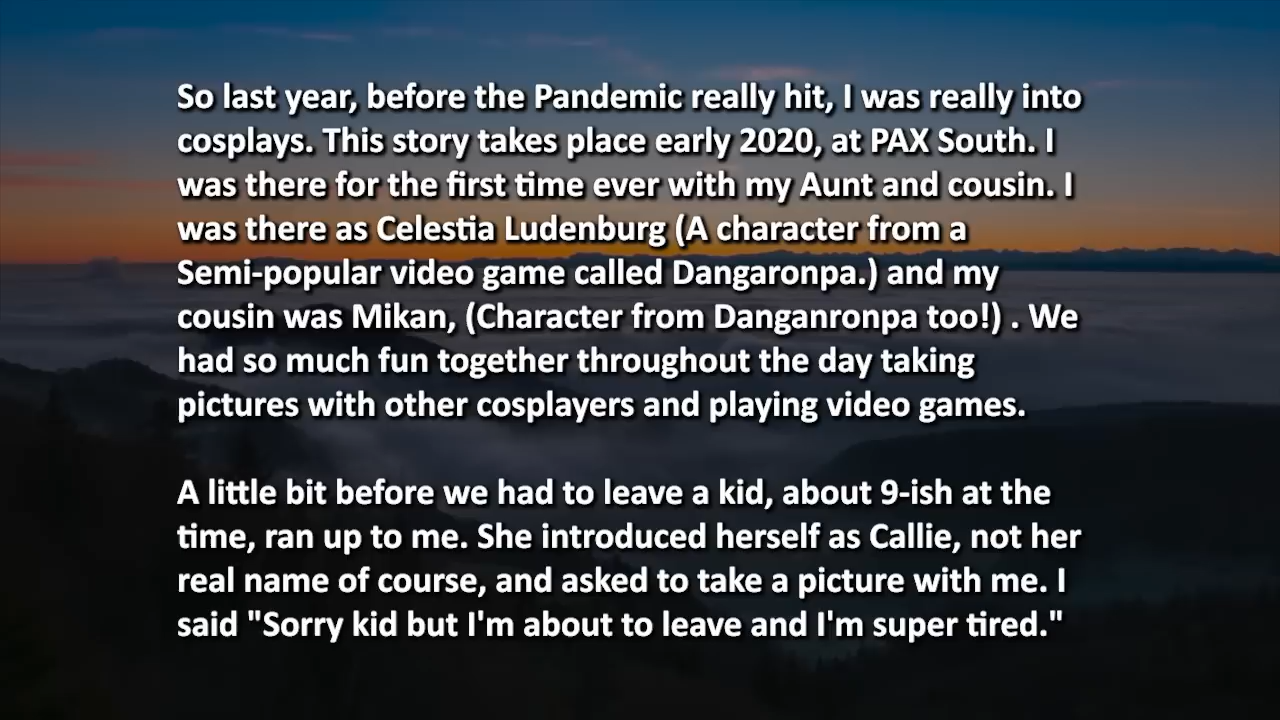 So last year, before the Pandemic really hit, I was really into
cosplays. This story takes place early 2020, at PAX South. I
was there for the first time ever with my Aunt and cousin. I
was there as Celestia Ludenburg (A character from a
Semi-popular video game called Dangaronpa.) and my
cousin was Mikan, (Character from Danganronpa too!) . We
had so much fun together throughout the day taking
pictures with other cosplayers and playing video games.
A little bit before we had to leave a kid, about 9-ish at the
time, ran up to me. She introduced herself as Callie, not her
real name of course, and asked to take a picture with me. I
said "Sorry kid but I'm about to leave and I'm super tired."